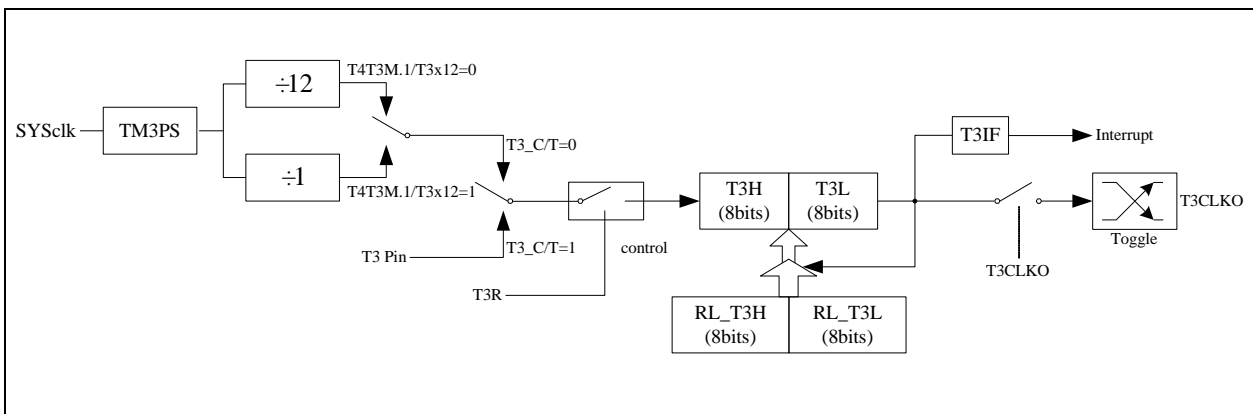 ÷12
T4T3M.1/T3x12=0
SYSclk
TM3PS
÷1
T4T3M.1/T3x12=1
T3_C/T=0
T3_C/T=1
T3 Pin
T3R
control
T3H
(8bits)
T3L
(8bits)
RL_T3H
(8bits)
RL_T3L
(8bits)
T3IF
Interrupt
T3CLKO
Toggle
T3CLKO